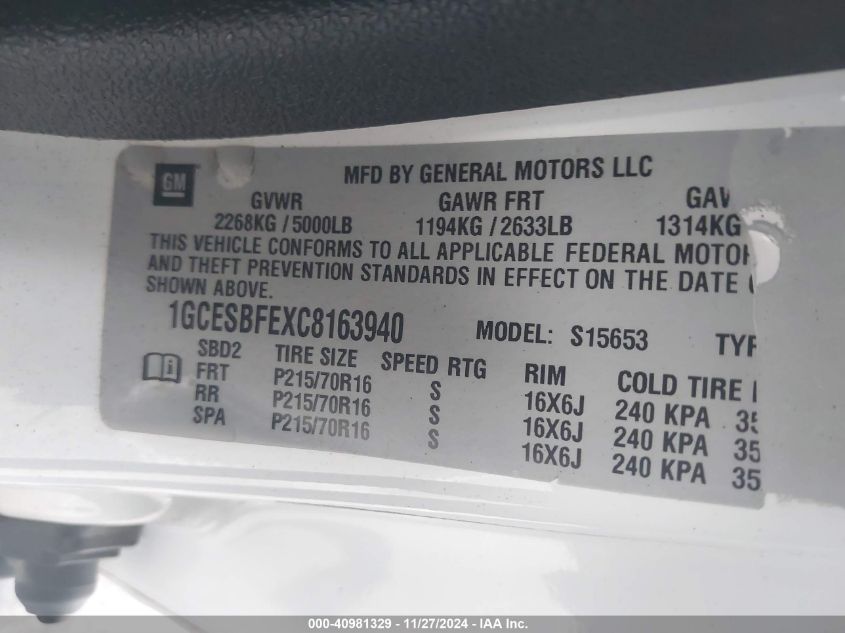 GM
MFD BY GENERAL MOTORS LLC
GVWR GAWR FRT GAW
2268KG / 5000LB 1194KG / 2633LB 1314KG
THIS VEHICLE CONFORMS TO ALL APPLICABLE FEDERAL MOTOR
AND THEFT PREVENTION STANDARDS IN EFFECT ON THE DATE
SHOWN ABOVE.
1GCESBFEXC8163940 MODEL: S15653 TYP
SBD2 TIRE SIZE SPEED RTG RIM COLD TIRE
FRT P215/70R16 S 16X6J 240 KPA 35
RR P215/70R16 S 16X6J 240 KPA 35
SPA P215/70R16 S 16X6J 240 KPA 35
000-40981329 - 11/27/2024 - IAA Inc.